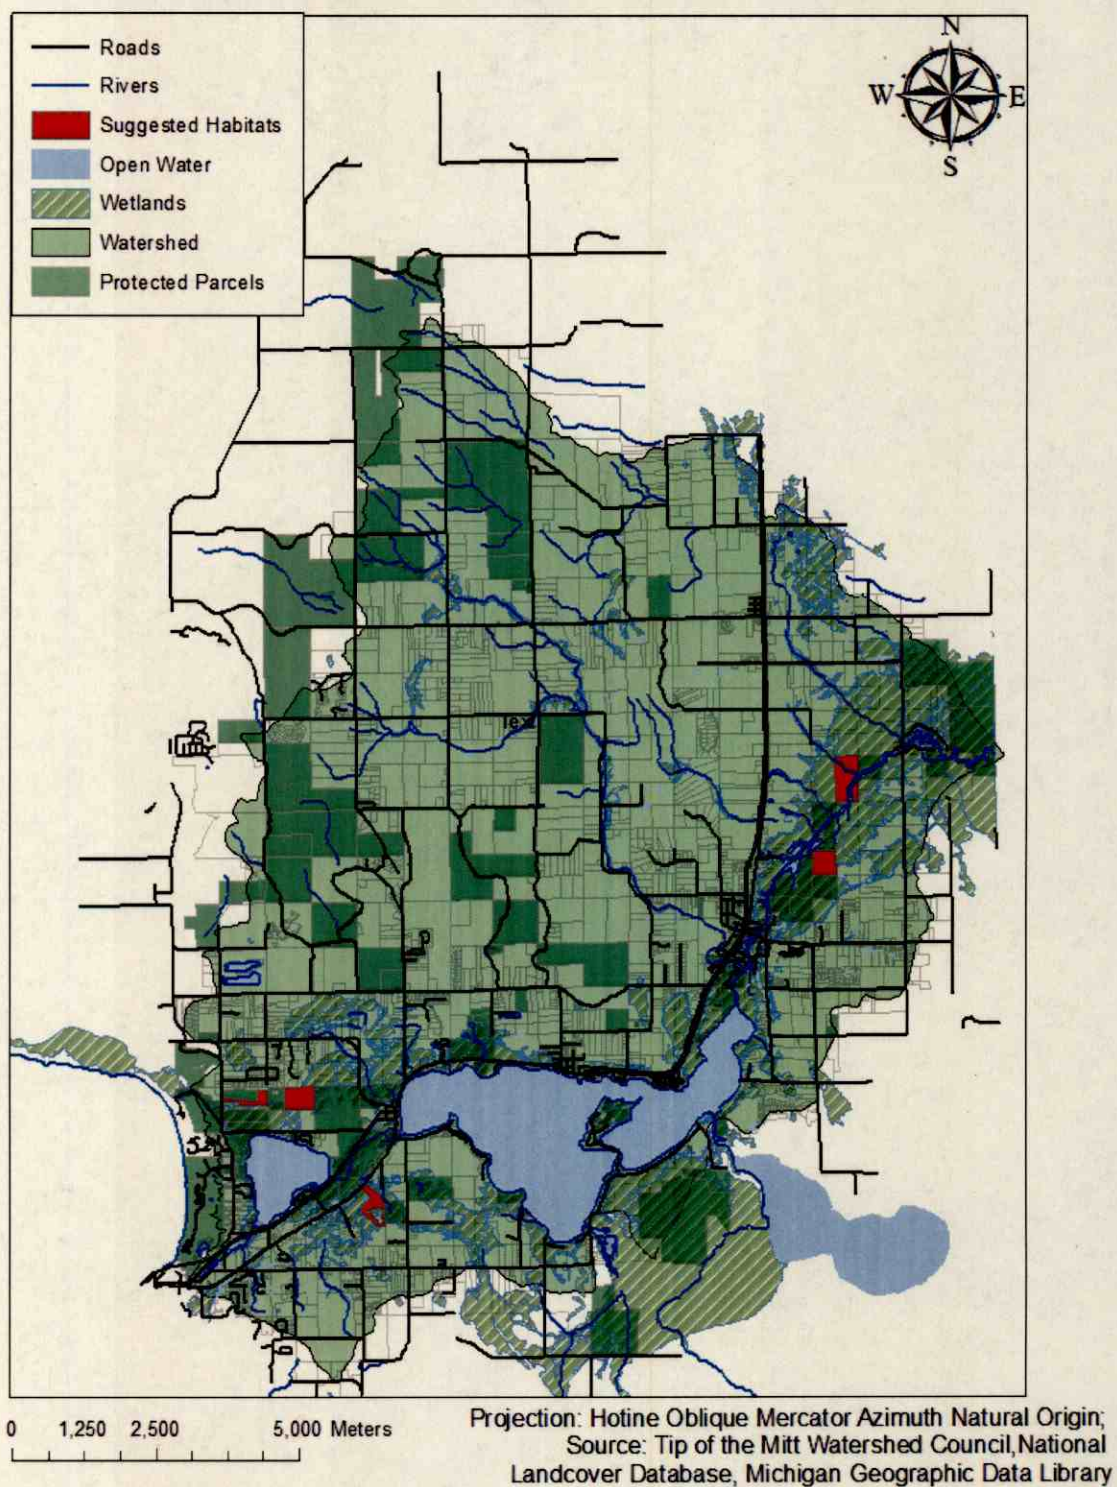 Roads
Rivers
Suggested Habitats
Open Water
Wetlands
Watershed
Protected Parcels
N
W
E
S
Tex
0 1,250 2,500 5,000 Meters
Projection: Hotine Oblique Mercator Azimuth Natural Origin;
Source: Tip of the Mitt Watershed Council,National
Landcover Database, Michigan Geographic Data Library